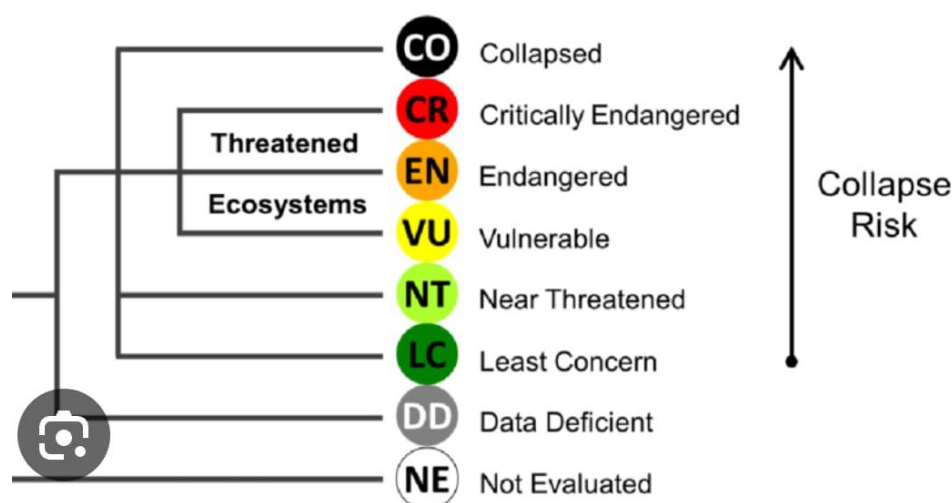 CO Collapsed
CR Critically Endangered
Threatened
EN Endangered
Ecosystems
VU Vulnerable
NT Near Threatened
LC Least Concern
DD Data Deficient
NE Not Evaluated
Collapse
Risk